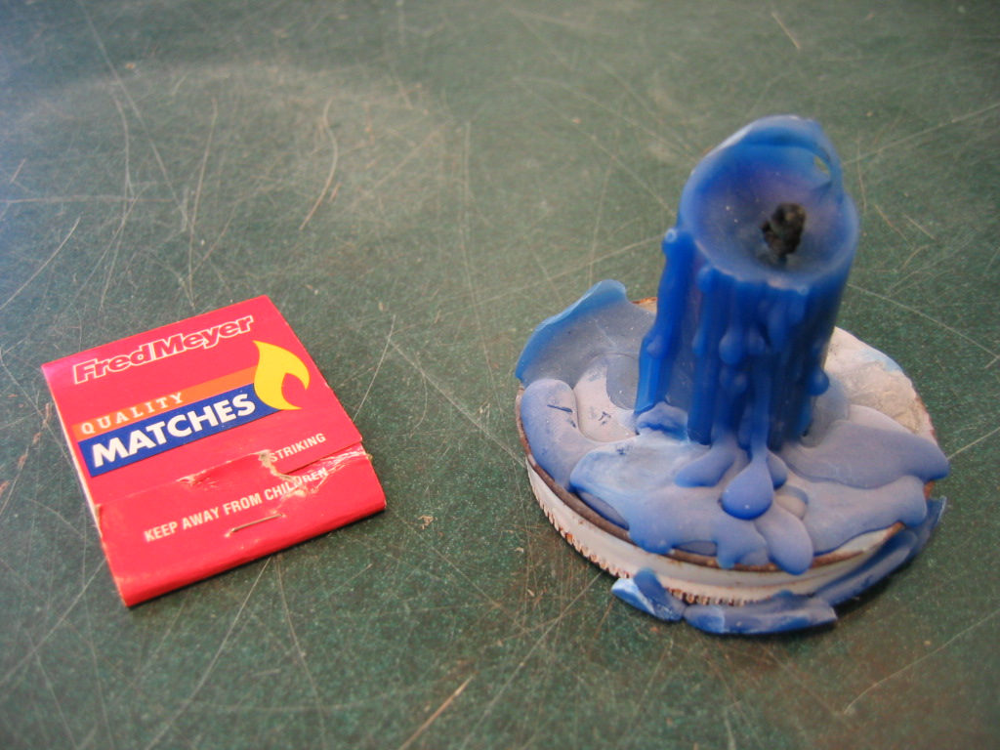 FredMeyer
QUALITY
MATCHES
STRIKING
KEEP AWAY FROM CHILDREN